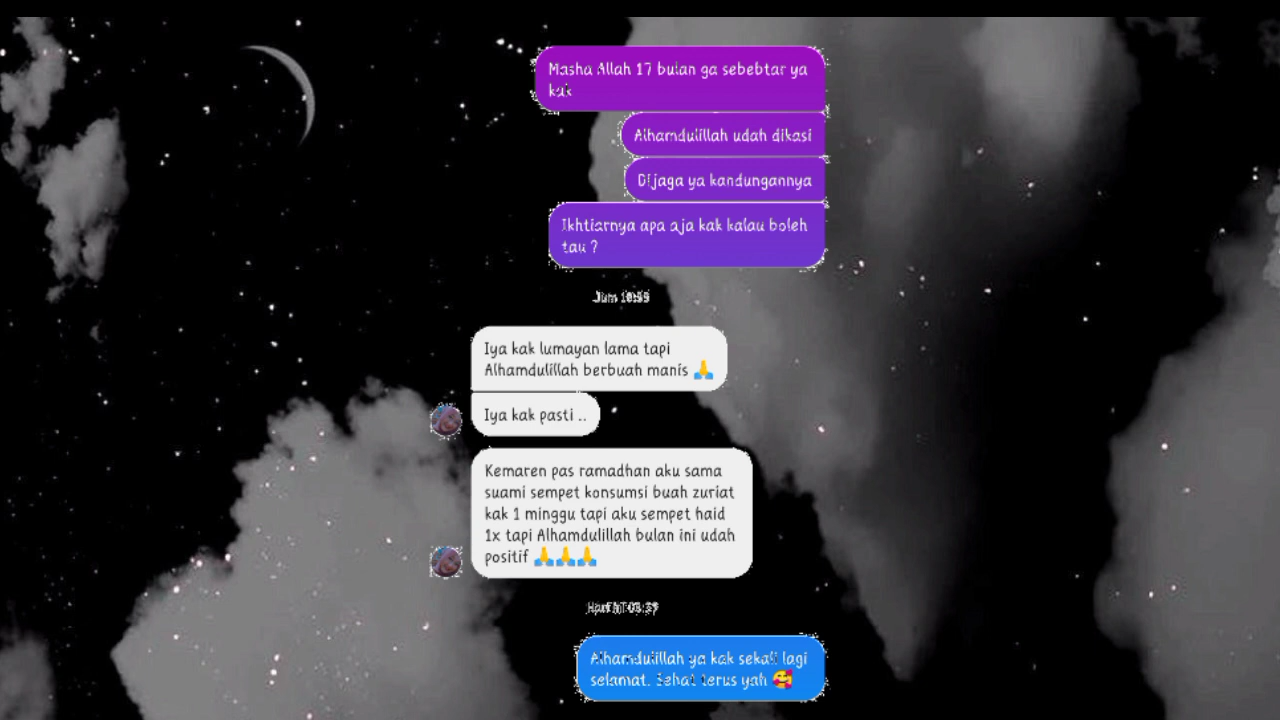 Masha Allah 17 bulan ga sebebtar ya
kak
Alhamdulillah udah dikasi
Dijaga ya kandungannya
Ikhtiarnya apa aja kak kalau boleh
tau ?
Iya kak lumayan lama tapi
Alhamdulillah berbuah manis 🙏
Iya kak pasti ..
Kemaren pas ramadhan aku sama
suami sempet konsumsi buah zuriat
kak 1 minggu tapi aku sempet haid
1x tapi Alhamdulillah bulan ini udah
positif 🙏🙏🙏
Alhamdulillah ya kak sekali lagi
selamat. Sehat terus yah 🥰